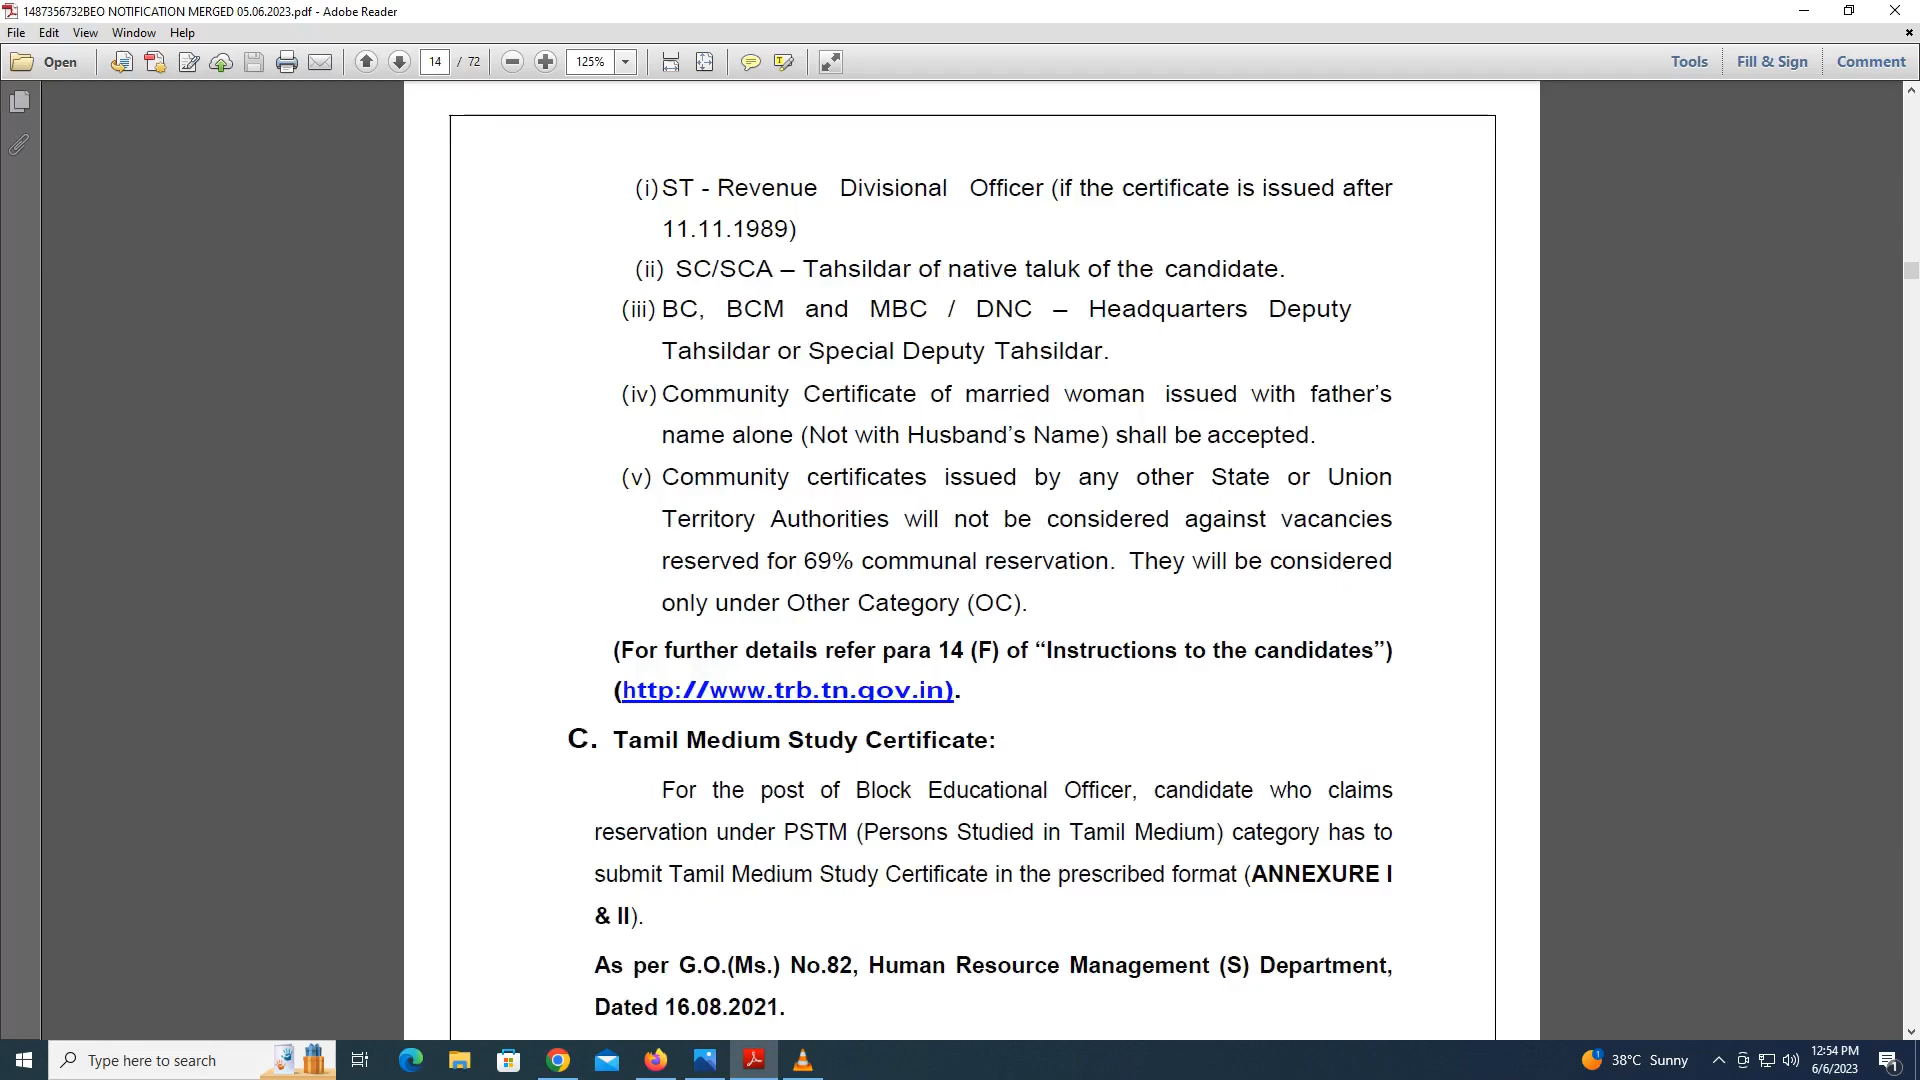 1487356732BEO NOTIFICATION MERGED 05.06.2023.pdf - Adobe Reader
File Edit View Window Help
Open 14 / 72 125% Tools Fill & Sign Comment
(i) ST - Revenue Divisional Officer (if the certificate is issued after
11.11.1989)
(ii) SC/SCA – Tahsildar of native taluk of the candidate.
(iii) BC, BCM and MBC / DNC – Headquarters Deputy
Tahsildar or Special Deputy Tahsildar.
(iv) Community Certificate of married woman issued with father’s
name alone (Not with Husband’s Name) shall be accepted.
(v) Community certificates issued by any other State or Union
Territory Authorities will not be considered against vacancies
reserved for 69% communal reservation. They will be considered
only under Other Category (OC).
(For further details refer para 14 (F) of “Instructions to the candidates”)
(http://www.trb.tn.gov.in).
C. Tamil Medium Study Certificate:
For the post of Block Educational Officer, candidate who claims
reservation under PSTM (Persons Studied in Tamil Medium) category has to
submit Tamil Medium Study Certificate in the prescribed format (ANNEXURE I
& II).
As per G.O.(Ms.) No.82, Human Resource Management (S) Department,
Dated 16.08.2021.
Type here to search
38°C Sunny
12:54 PM
6/6/2023
1